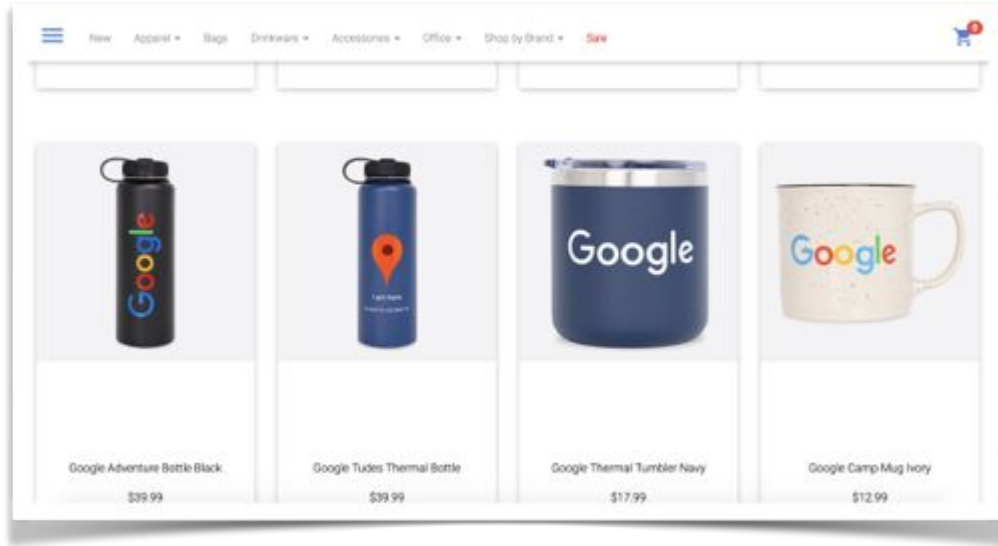 New Apparel Bags Drinkware Accessories Office Shop by Brand Sale 0
Google
I am here
Google
Google
Google Adventure Bottle Black
Google Tudes Thermal Bottle
Google Thermal Tumbler Navy
Google Camp Mug Ivory
$39.99
$39.99
$17.99
$12.99